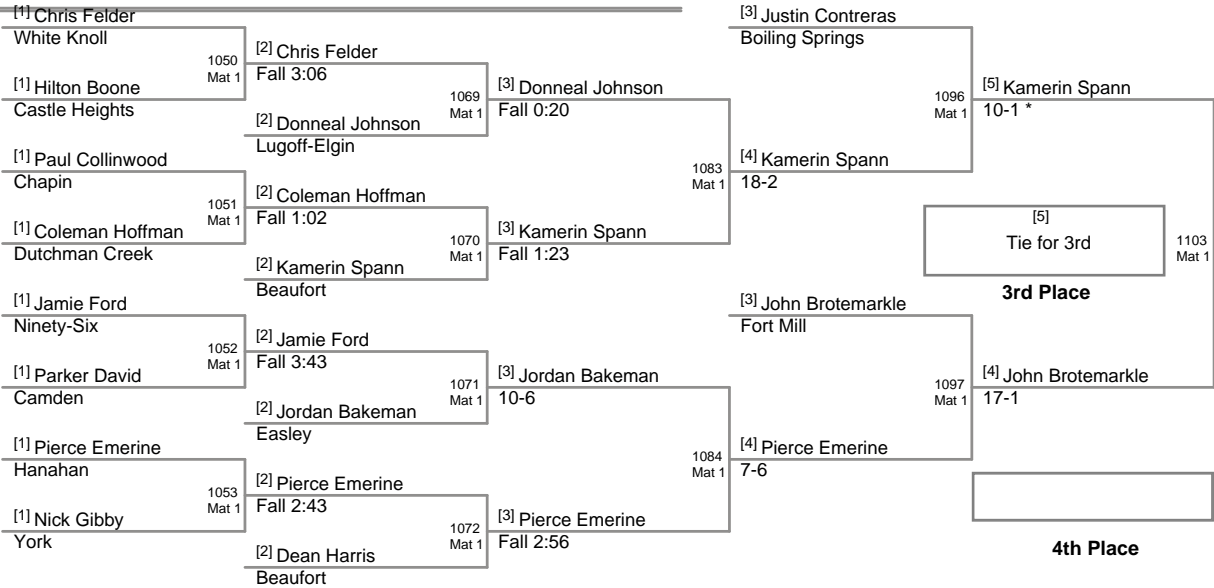 [1] Chris Felder
White Knoll
1050
Mat 1
[1] Hilton Boone
Castle Heights
[1] Paul Collinwood
Chapin
1051
Mat 1
[1] Coleman Hoffman
Dutchman Creek
[1] Jamie Ford
Ninety-Six
1052
Mat 1
[1] Parker David
Camden
[1] Pierce Emerine
Hanahan
1053
Mat 1
[1] Nick Gibby
York
[2] Chris Felder
Fall 3:06
1069
Mat 1
[2] Donneal Johnson
Lugoff-Elgin
[2] Coleman Hoffman
Fall 1:02
1070
Mat 1
[2] Kamerin Spann
Beaufort
[2] Jamie Ford
Fall 3:43
1071
Mat 1
[2] Jordan Bakeman
Easley
[2] Pierce Emerine
Fall 2:43
1072
Mat 1
[2] Dean Harris
Beaufort
[3] Donneal Johnson
Fall 0:20
1083
Mat 1
[3] Kamerin Spann
Fall 1:23
[3] Jordan Bakeman
10-6
1084
Mat 1
[3] Pierce Emerine
Fall 2:56
[3] Justin Contreras
Boiling Springs
1096
Mat 1
[4] Kamerin Spann
18-2
[3] John Brotemarkle
Fort Mill
1097
Mat 1
[4] Pierce Emerine
7-6
[5] Kamerin Spann
10-1 *
[5]
Tie for 3rd
1103
Mat 1
3rd Place
[4] John Brotemarkle
17-1
4th Place